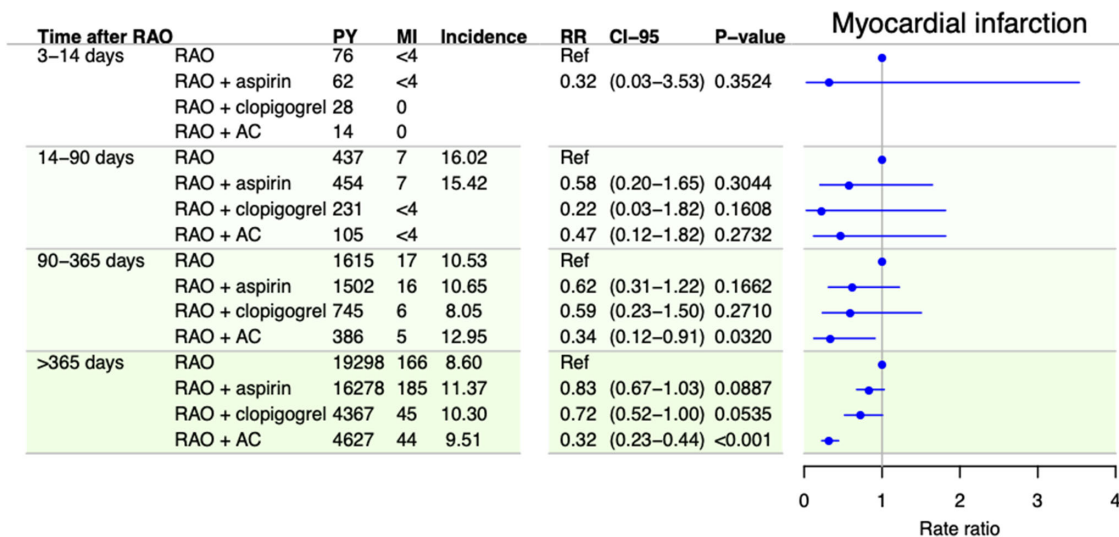 Myocardial infarction
Time after RAO PY MI Incidence RR CI−95 P−value
3−14 days RAO 76 <4 Ref
RAO + aspirin 62 <4 0.32 (0.03−3.53) 0.3524
RAO + clopigogrel 28 0
RAO + AC 14 0
14−90 days RAO 437 7 16.02 Ref
RAO + aspirin 454 7 15.42 0.58 (0.20−1.65) 0.3044
RAO + clopigogrel 231 <4 0.22 (0.03−1.82) 0.1608
RAO + AC 105 <4 0.47 (0.12−1.82) 0.2732
90−365 days RAO 1615 17 10.53 Ref
RAO + aspirin 1502 16 10.65 0.62 (0.31−1.22) 0.1662
RAO + clopigogrel 745 6 8.05 0.59 (0.23−1.50) 0.2710
RAO + AC 386 5 12.95 0.34 (0.12−0.91) 0.0320
>365 days RAO 19298 166 8.60 Ref
RAO + aspirin 16278 185 11.37 0.83 (0.67−1.03) 0.0887
RAO + clopigogrel 4367 45 10.30 0.72 (0.52−1.00) 0.0535
RAO + AC 4627 44 9.51 0.32 (0.23−0.44) P<0.001
0 1 2 3 4
Rate ratio